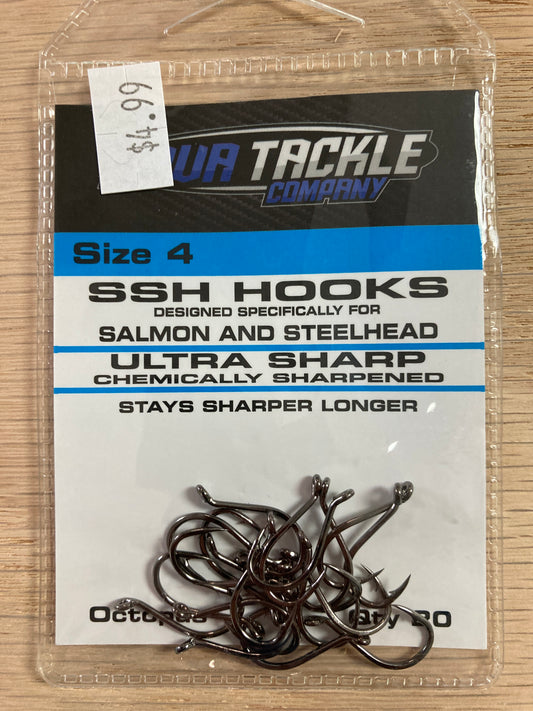 $4.99
TACKLE
COMPANY
Size 4
SSH HOOKS
DESIGNED SPECIFICALLY FOR
SALMON AND STEELHEAD
ULTRA SHARP
CHEMICALLY SHARPENED
STAYS SHARPER LONGER
Octopus Qty 20